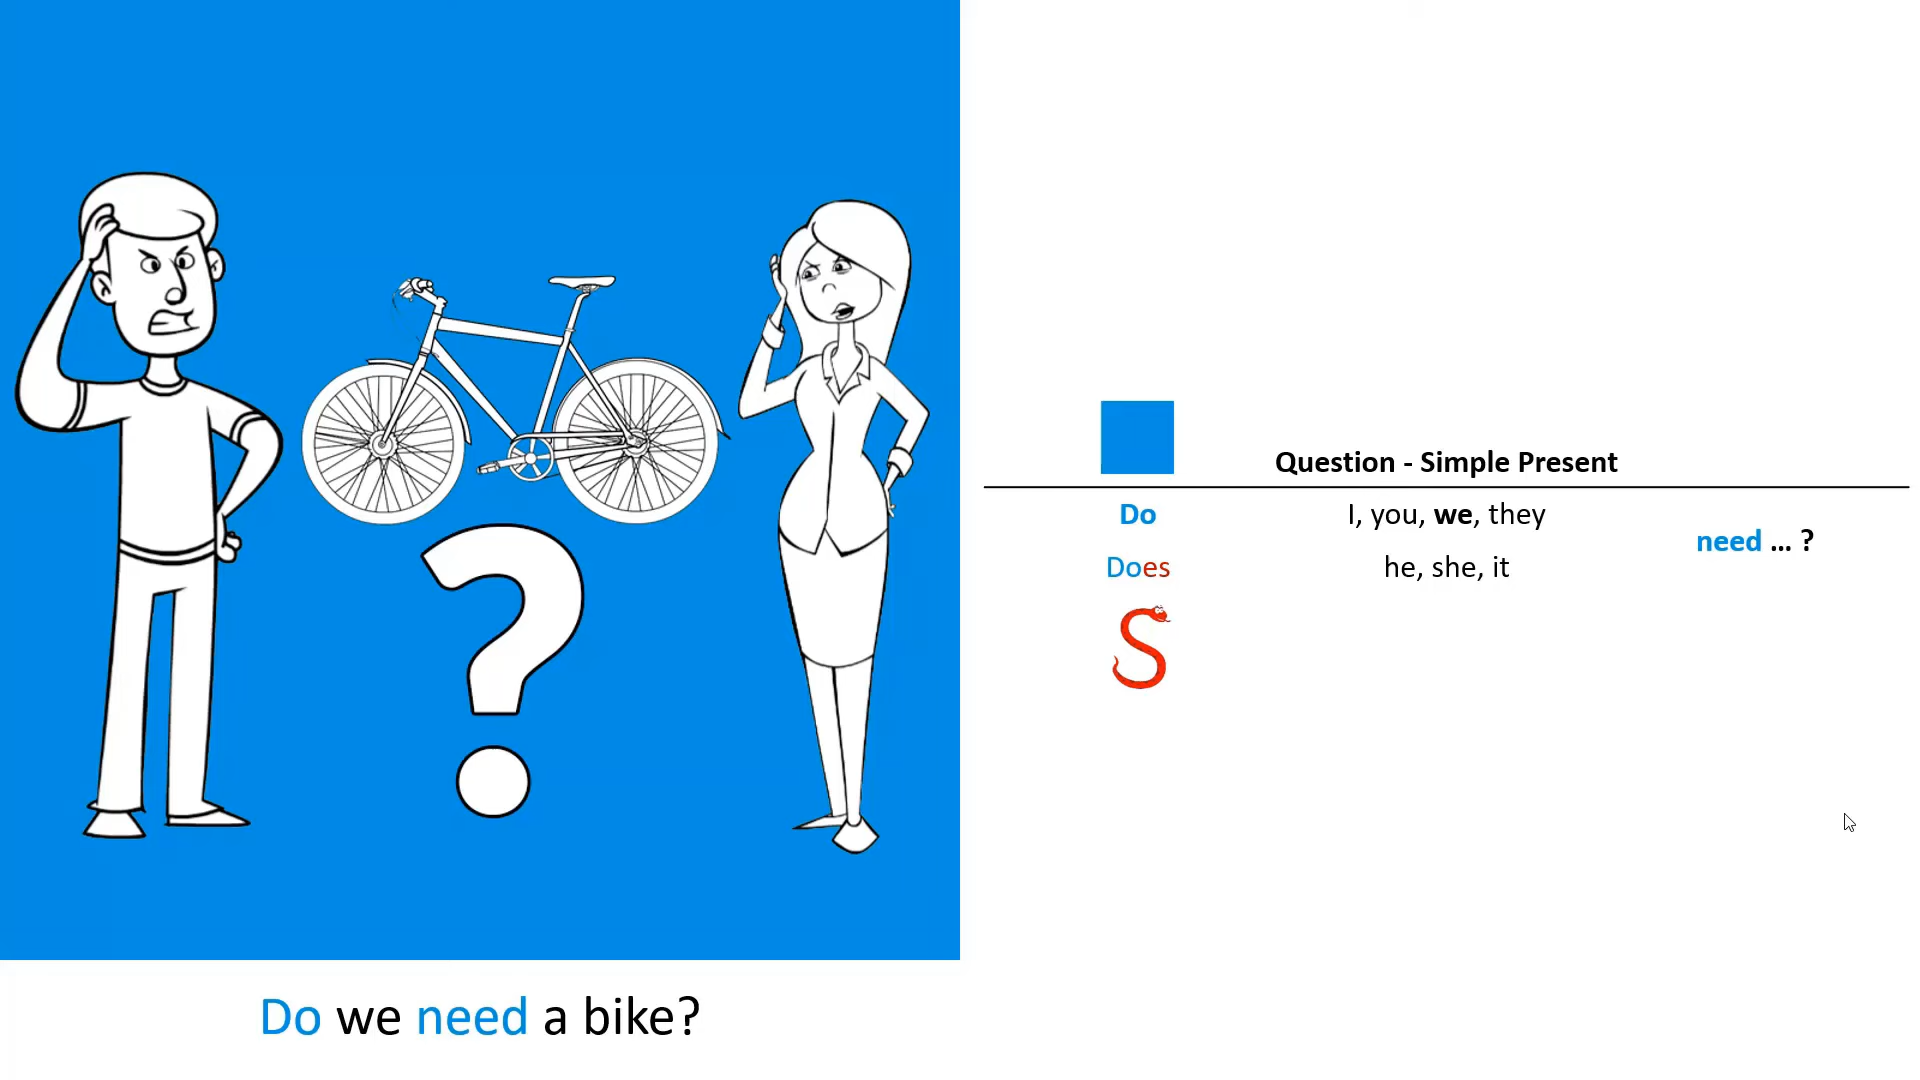 Question - Simple Present
Do I, you, we, they
need ... ?
Does he, she, it
S
Do we need a bike?